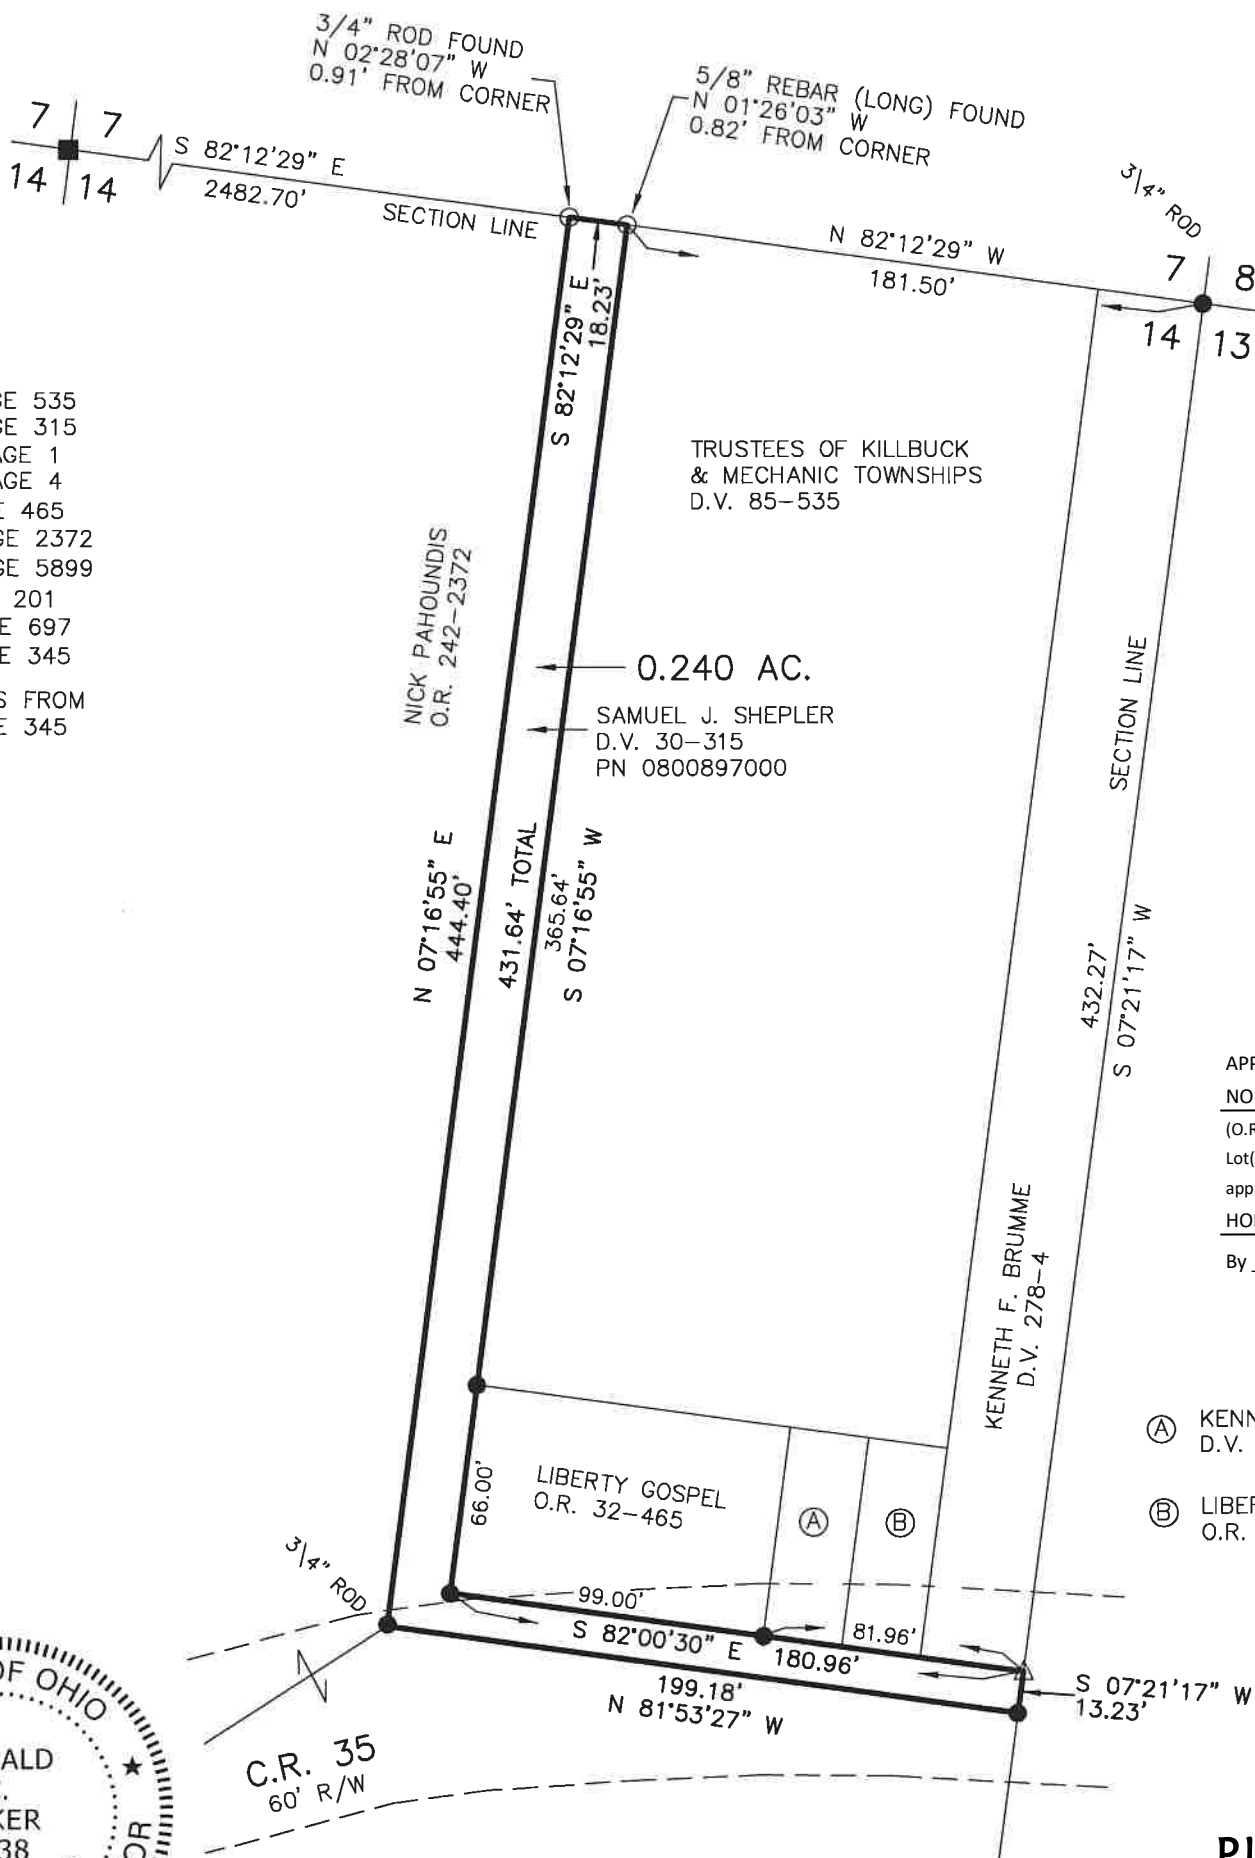 3/4" ROD FOUND
N 02°28'07" W
0.91' FROM CORNER
5/8" REBAR (LONG) FOUND
N 01°26'03" W
0.82' FROM CORNER
7 7
14 14
S 82°12'29" E
2482.70'
SECTION LINE
3/4" ROD
N 82°12'29" W
181.50'
7 8
14 13
S 82°12'29" E
18.23'
GE 535
GE 315
AGE 1
AGE 4
E 465
GE 2372
GE 5899
201
E 697
E 345
S FROM
E 345
TRUSTEES OF KILLBUCK
& MECHANIC TOWNSHIPS
D.V. 85-535
NICK PAHOUNDIS
O.R. 242-2372
0.240 AC.
SAMUEL J. SHEPLER
D.V. 30-315
PN 0800897000
SECTION LINE
N 07°16'55" E
444.40'
431.64' TOTAL
365.64'
S 07°16'55" W
432.27'
S 07°21'17" W
APP
NO
(O.R
Lot(
app
HO
By
KENNETH F. BRUMME
D.V. 278-4
A KENN
D.V.
B LIBER
O.R.
66.00'
LIBERTY GOSPEL
O.R. 32-465
A
B
3/4" ROD
99.00'
81.96'
S 82°00'30" E
180.96'
199.18'
N 81°53'27" W
S 07°21'17" W
13.23'
C.R. 35
60' R/W
OF OHIO
ALD
KER
38
OR